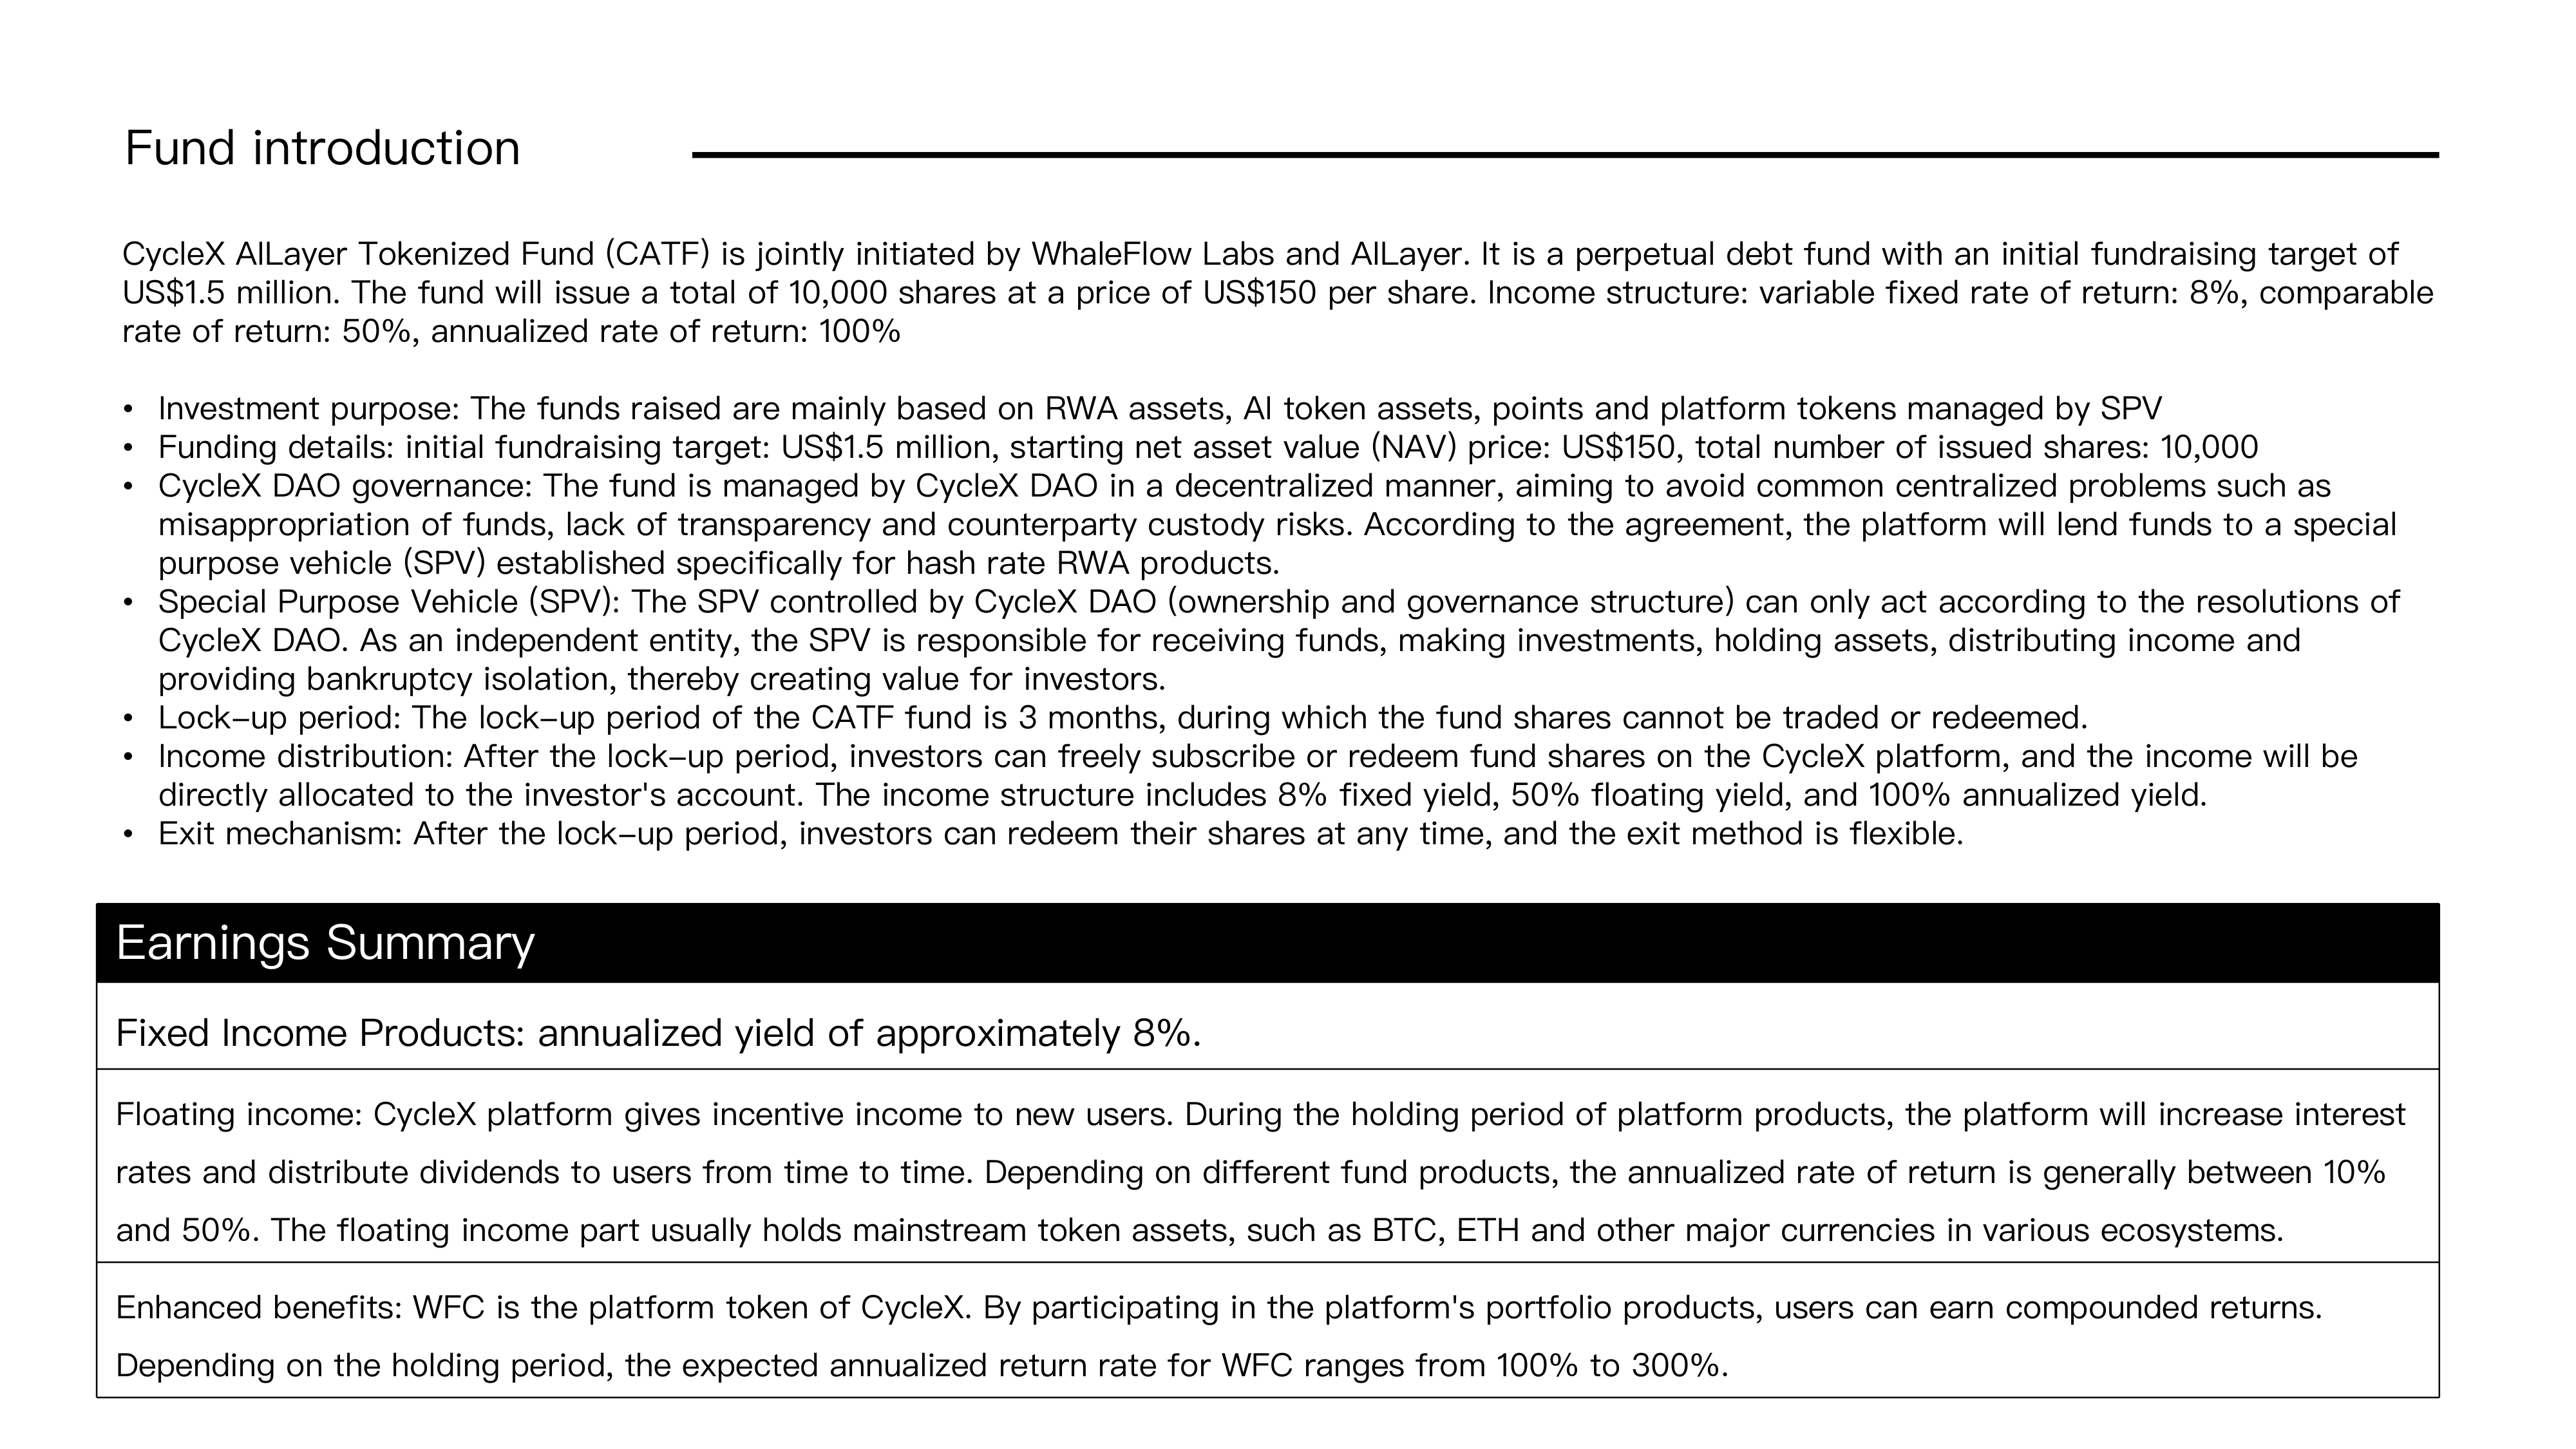 Fund introduction
CycleX AILayer Tokenized Fund (CATF) is jointly initiated by WhaleFlow Labs and AILayer. It is a perpetual debt fund with an initial fundraising target of
US$1.5 million. The fund will issue a total of 10,000 shares at a price of US$150 per share. Income structure: variable fixed rate of return: 8%, comparable
rate of return: 50%, annualized rate of return: 100%
• Investment purpose: The funds raised are mainly based on RWA assets, AI token assets, points and platform tokens managed by SPV
• Funding details: initial fundraising target: US$1.5 million, starting net asset value (NAV) price: US$150, total number of issued shares: 10,000
• CycleX DAO governance: The fund is managed by CycleX DAO in a decentralized manner, aiming to avoid common centralized problems such as
misappropriation of funds, lack of transparency and counterparty custody risks. According to the agreement, the platform will lend funds to a special
purpose vehicle (SPV) established specifically for hash rate RWA products.
• Special Purpose Vehicle (SPV): The SPV controlled by CycleX DAO (ownership and governance structure) can only act according to the resolutions of
CycleX DAO. As an independent entity, the SPV is responsible for receiving funds, making investments, holding assets, distributing income and
providing bankruptcy isolation, thereby creating value for investors.
• Lock–up period: The lock–up period of the CATF fund is 3 months, during which the fund shares cannot be traded or redeemed.
• Income distribution: After the lock–up period, investors can freely subscribe or redeem fund shares on the CycleX platform, and the income will be
directly allocated to the investor's account. The income structure includes 8% fixed yield, 50% floating yield, and 100% annualized yield.
• Exit mechanism: After the lock–up period, investors can redeem their shares at any time, and the exit method is flexible.
Earnings Summary
Fixed Income Products: annualized yield of approximately 8%.
Floating income: CycleX platform gives incentive income to new users. During the holding period of platform products, the platform will increase interest
rates and distribute dividends to users from time to time. Depending on different fund products, the annualized rate of return is generally between 10%
and 50%. The floating income part usually holds mainstream token assets, such as BTC, ETH and other major currencies in various ecosystems.
Enhanced benefits: WFC is the platform token of CycleX. By participating in the platform's portfolio products, users can earn compounded returns.
Depending on the holding period, the expected annualized return rate for WFC ranges from 100% to 300%.